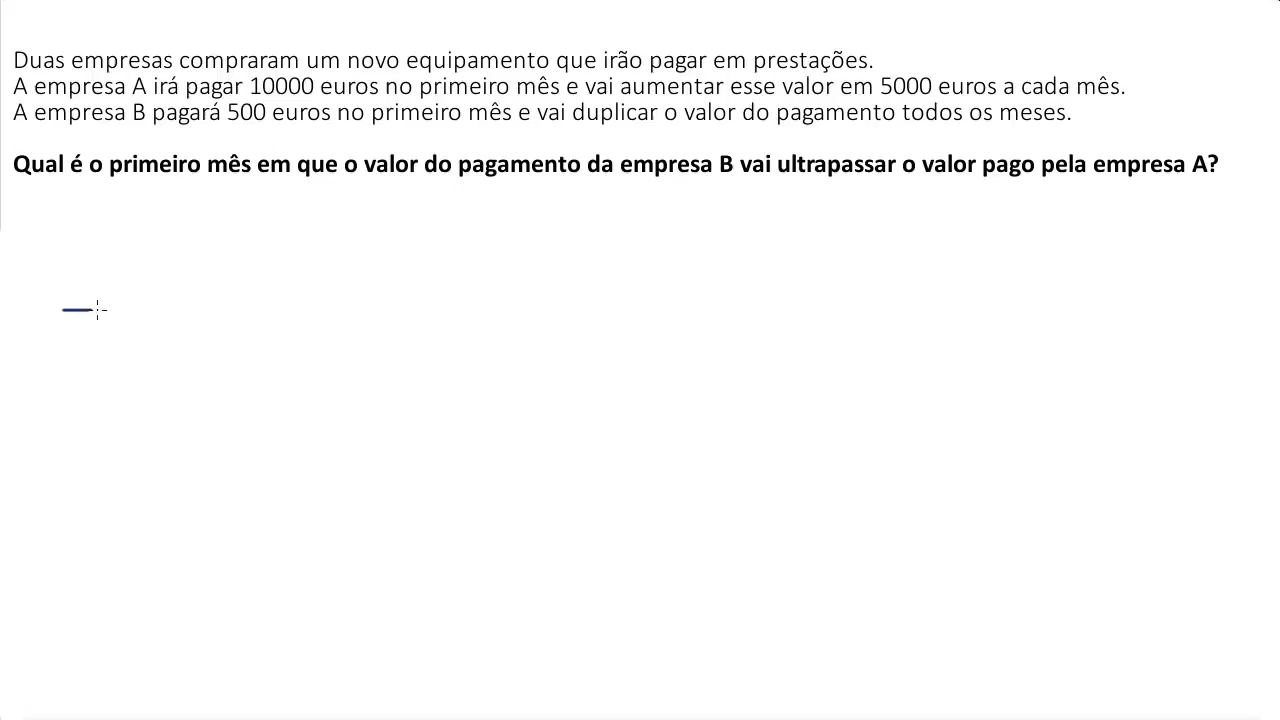 Duas empresas compraram um novo equipamento que irão pagar em prestações.
A empresa A irá pagar 10000 euros no primeiro mês e vai aumentar esse valor em 5000 euros a cada mês.
A empresa B pagará 500 euros no primeiro mês e vai duplicar o valor do pagamento todos os meses.
Qual é o primeiro mês em que o valor do pagamento da empresa B vai ultrapassar o valor pago pela empresa A?